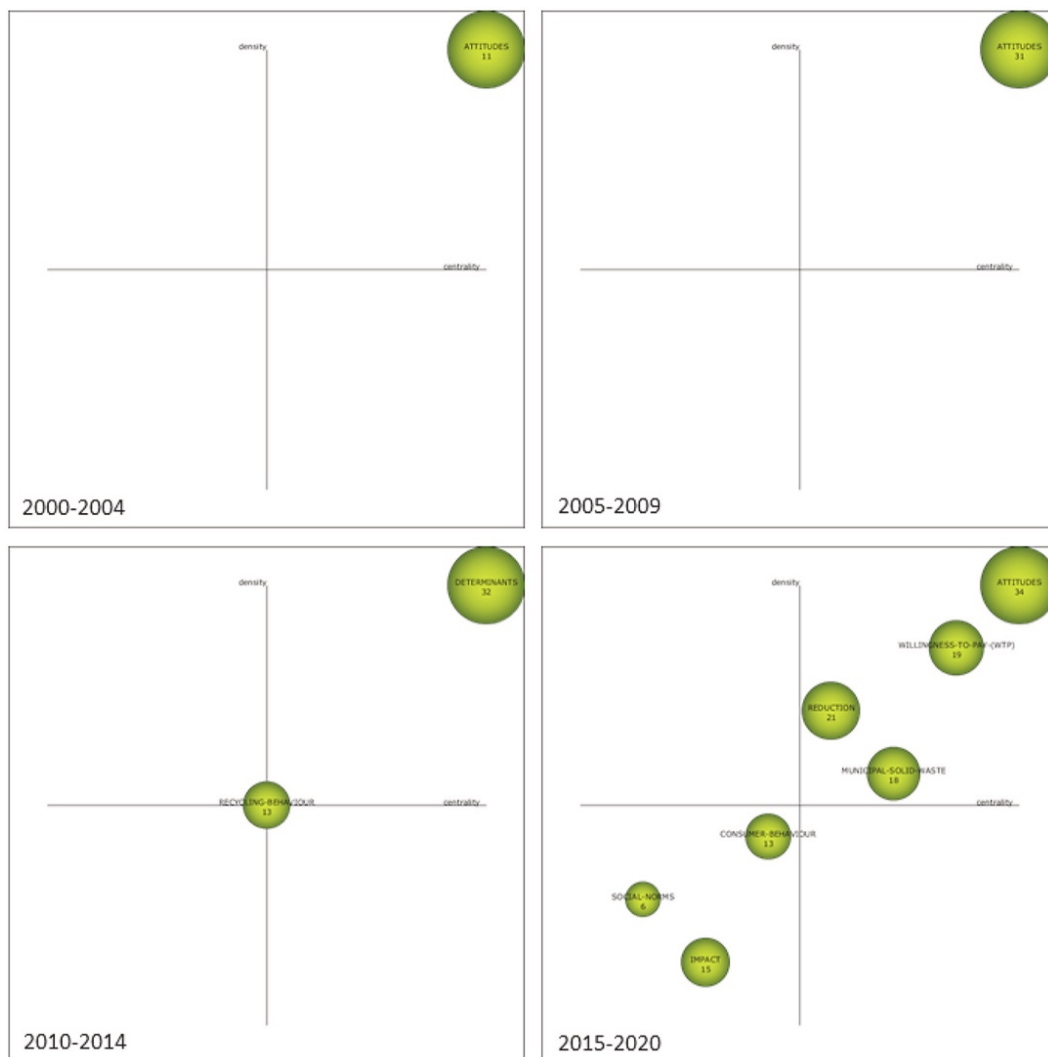 density
ATTITUDES
11
centrality
2000-2004
density
ATTITUDES
31
centrality
2005-2009
density
DETERMINANTS
32
RECYCLING-BEHAVIOUR
13
centrality
2010-2014
density
ATTITUDES
34
WILLINGNESS-TO-PAY-(WTP)
19
REDUCTION
21
MUNICIPAL-SOLID-WASTE
18
centrality
CONSUMER-BEHAVIOUR
13
SOCIAL-NORMS
6
IMPACT
15
2015-2020